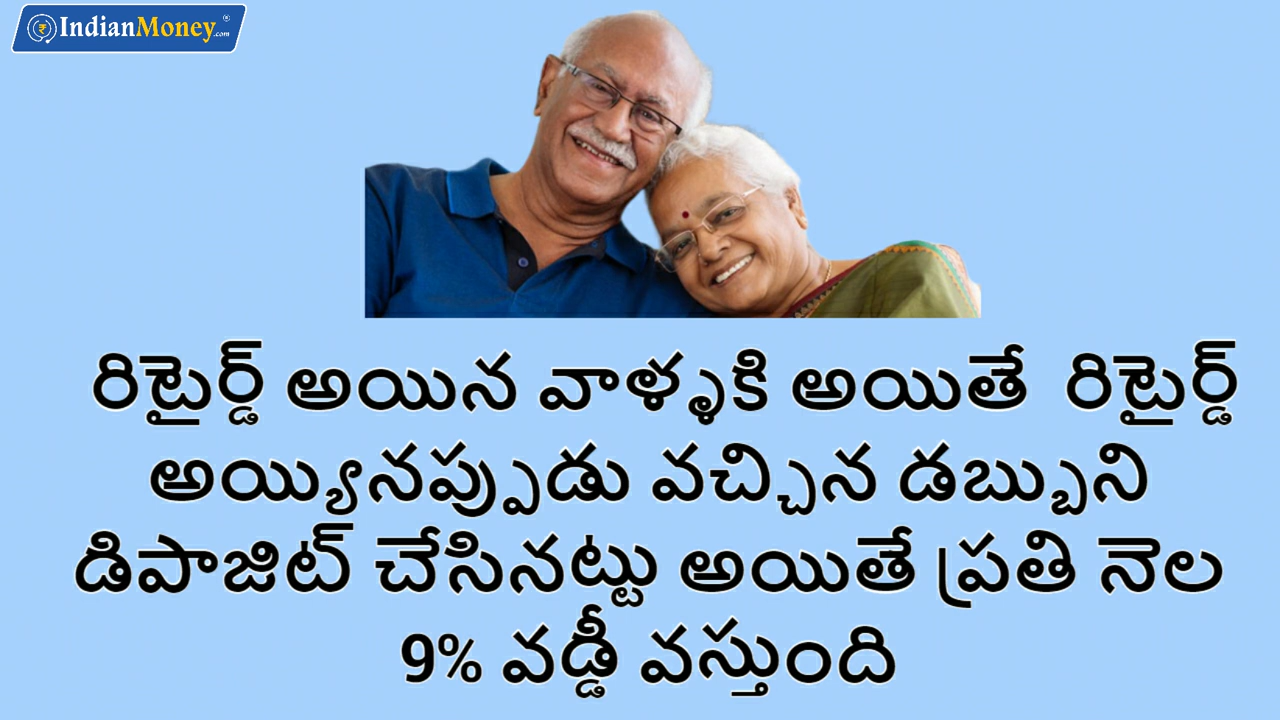 IndianMoney.com
రిటైర్డ్ అయిన వాళ్ళకి అయితే రిటైర్డ్
అయ్యినప్పుడు వచ్చిన డబ్బుని
డిపాజిట్ చేసినట్టు అయితే ప్రతి నెల
9% వడ్డీ వస్తుంది